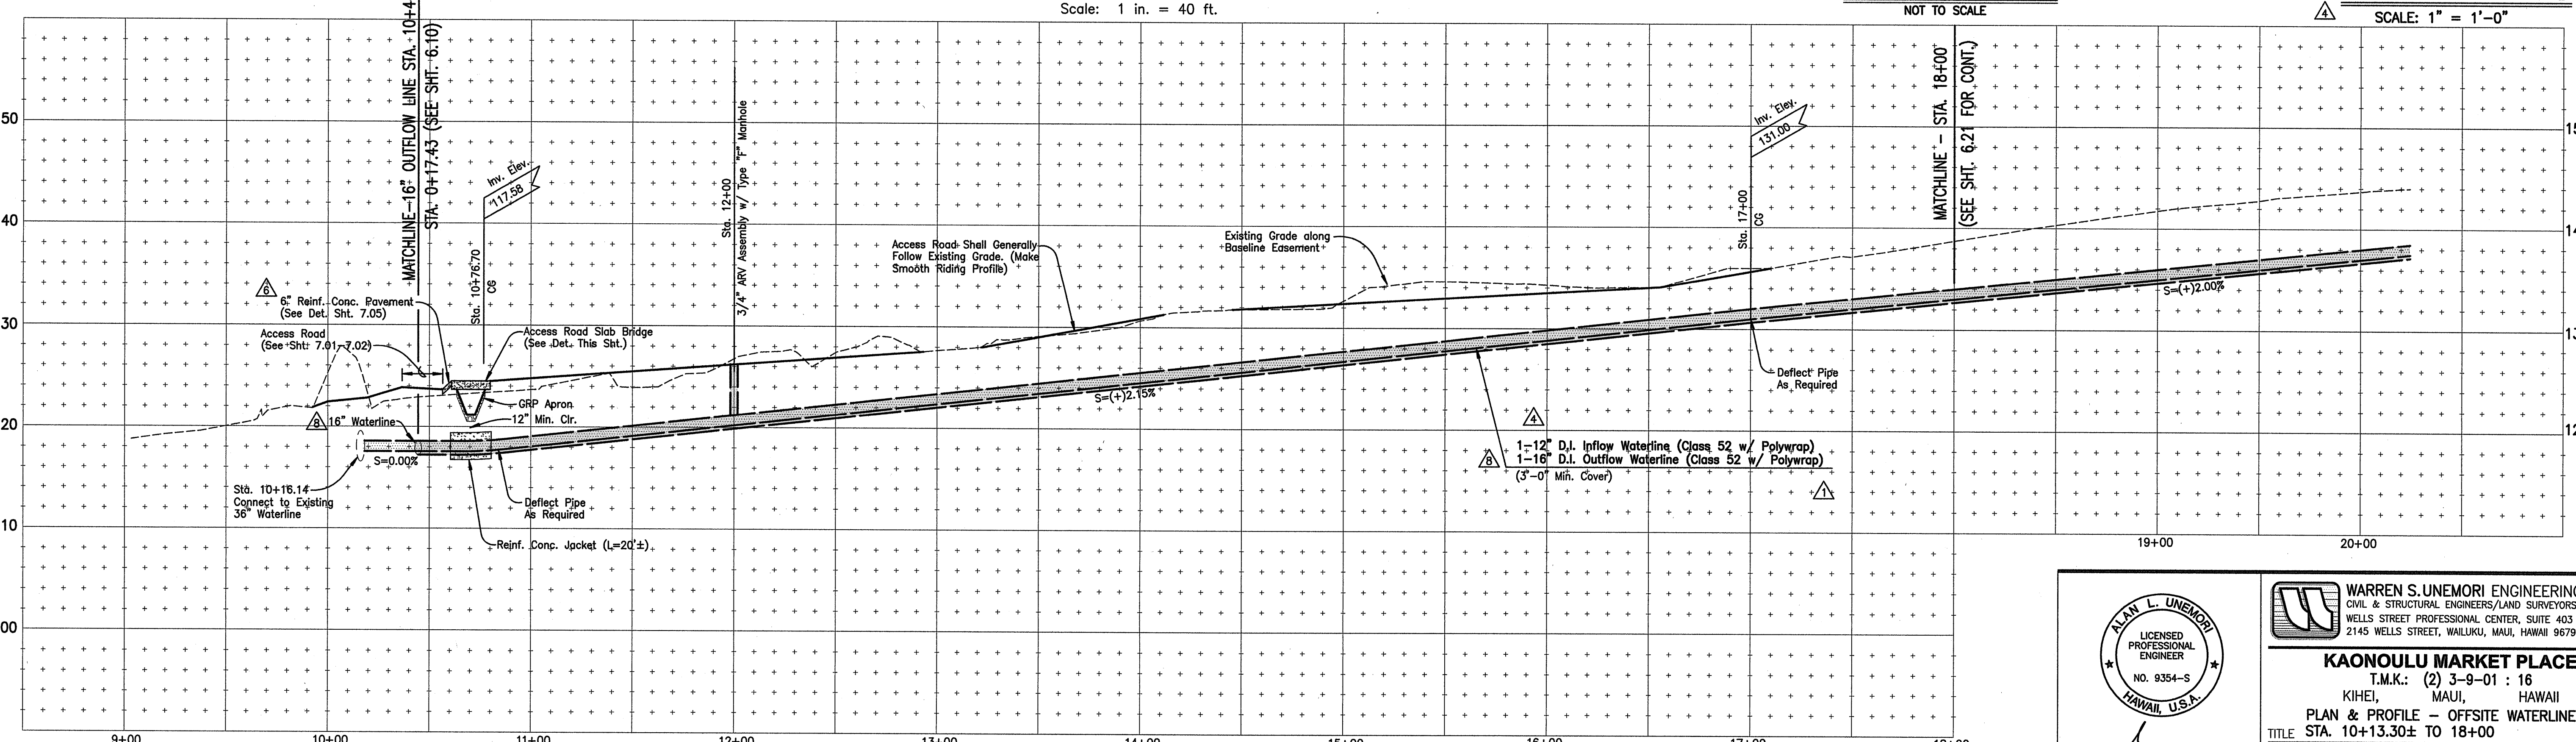 Scale: 1 in. = 40 ft.
NOT TO SCALE
4
SCALE: 1" = 1'-0"
MATCHLINE-16" OUTFLOW LINE STA. 10+4
STA. 0+17.43 (SEE SHT. 6.10)
50
40
30
20
10
00
15
14
13
12
Inv. Elev.
117.58
Sta. 10+76.70
CG
Sta. 12+00
3/4" ARV Assembly w/ Type "F" Manhole
Inv. Elev.
131.00
Sta. 17+00
CG
MATCHLINE - STA. 18+00
(SEE SHT. 6.21 FOR CONT.)
6
6" Reinf. Conc. Pavement
(See Det. Sht. 7.05)
Access Road
(See Sht. 7.01-7.02)
Access Road Slab Bridge
(See Det. This Sht.)
GRP Apron
12" Min. Clr.
8
16" Waterline
S=0.00%
Sta. 10+16.14
Connect to Existing
36" Waterline
Deflect Pipe
As Required
Reinf. Conc. Jacket (L=20'±)
Access Road Shall Generally
Follow Existing Grade. (Make
Smooth Riding Profile)
Existing Grade along
Baseline Easement
S=(+)2.15%
Deflect Pipe
As Required
S=(+)2.00%
4
1-12" D.I. Inflow Waterline (Class 52 w/ Polywrap)
8
1-16" D.I. Outflow Waterline (Class 52 w/ Polywrap)
(3'-0" Min. Cover)
1
19+00
20+00
9+00
10+00
11+00
12+00
13+00
14+00
15+00
16+00
17+00
18+00
ALAN L. UNEMORI
LICENSED
PROFESSIONAL
ENGINEER
NO. 9354-S
HAWAII, U.S.A.
WARREN S. UNEMORI ENGINEERING
CIVIL & STRUCTURAL ENGINEERS/LAND SURVEYORS
WELLS STREET PROFESSIONAL CENTER, SUITE 403
2145 WELLS STREET, WAILUKU, MAUI, HAWAII 9679
KAONOULU MARKET PLACE
T.M.K.: (2) 3-9-01 : 16
KIHEI, MAUI, HAWAII
PLAN & PROFILE - OFFSITE WATERLINE
TITLE STA. 10+13.30± TO 18+00